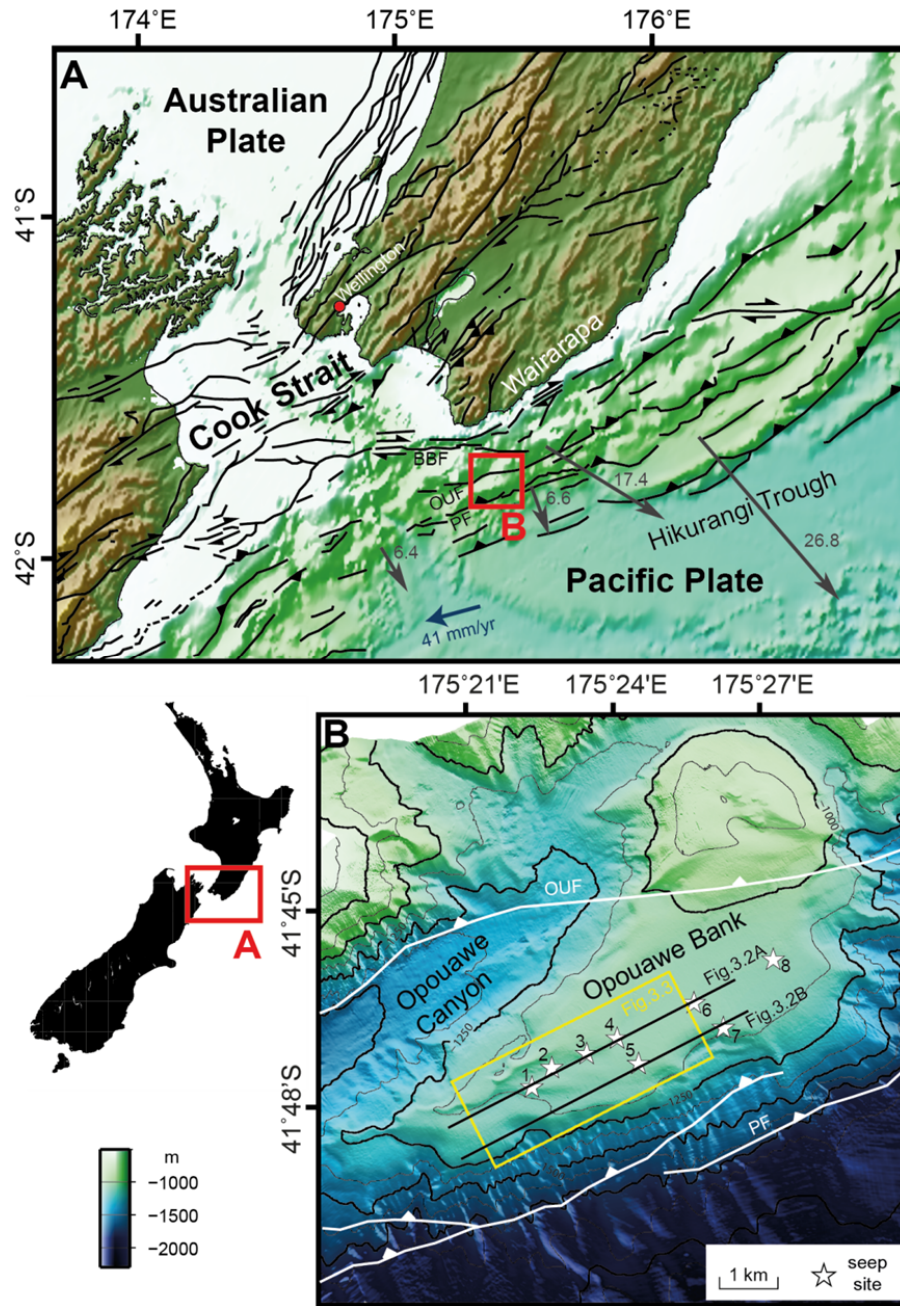 174°E 175°E 176°E
A
Australian
Plate
41°S
Wellington
Wairarapa
Cook Strait
BBF
17.4
OUF
6.6
Hikurangi Trough
PF
B
6.4
26.8
42°S
Pacific Plate
41 mm/yr
175°21'E 175°24'E 175°27'E
B
-1000
OUF
41°45'S
A
Opouawe Bank
Opouawe
Canyon
Fig.3.2A
8
Fig.3.3
6
-1250
4
Fig.3.2B
3
7
2
5
1
41°48'S
-1250
PF
m
-1000
-1500
-2000
1 km
seep
site